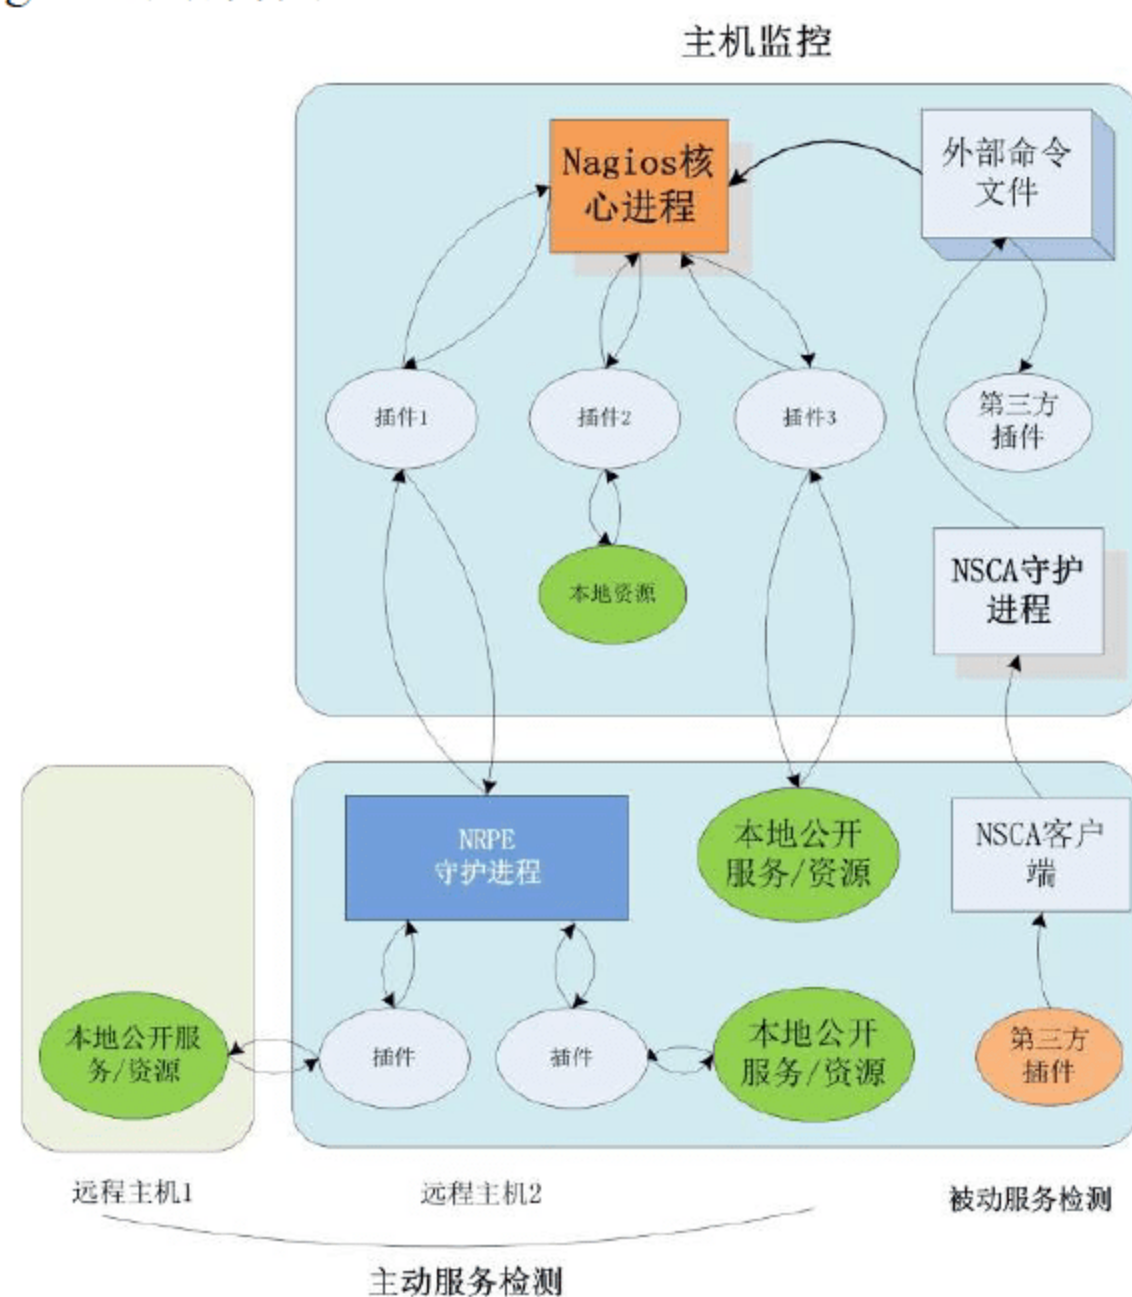 主机监控
Nagios核
心进程
外部命令
文件
插件1
插件2
插件3
第三方
插件
本地资源
NSCA守护
进程
NRPE
守护进程
本地公开
服务/资源
NSCA客户
端
本地公开服
务/资源
插件
插件
本地公开
服务/资源
第三方
插件
远程主机1
远程主机2
被动服务检测
主动服务检测